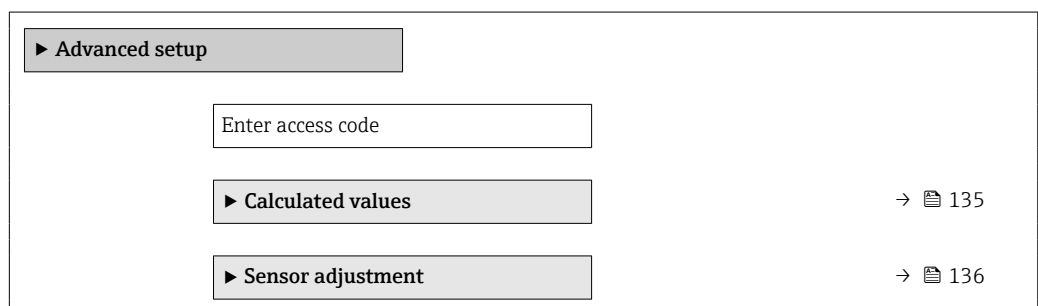 ▶ Advanced setup
Enter access code
▶ Calculated values → 135
▶ Sensor adjustment → 136